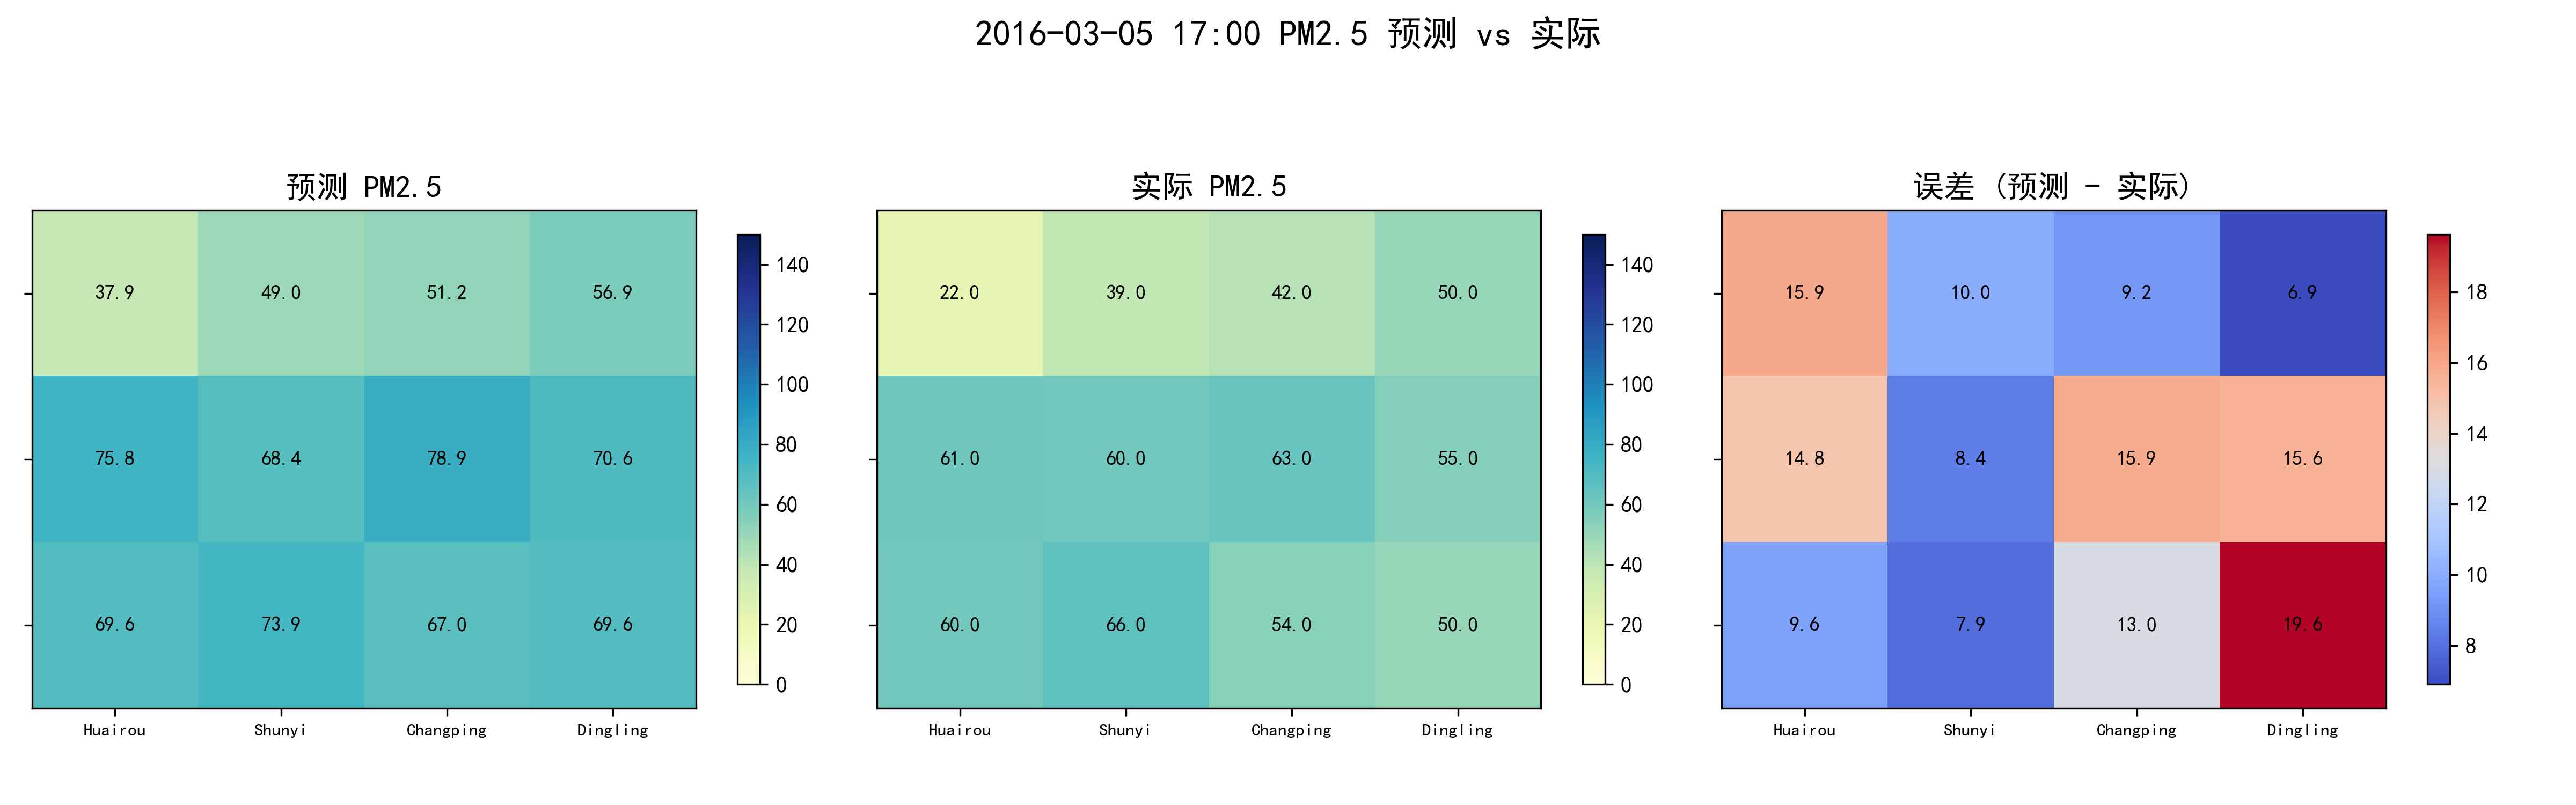 2016-03-05 17:00 PM2.5 预测 vs 实际
预测 PM2.5
37.9 49.0 51.2 56.9
75.8 68.4 78.9 70.6
69.6 73.9 67.0 69.6
Huairou Shunyi Changping Dingling
140
120
100
80
60
40
20
0
实际 PM2.5
22.0 39.0 42.0 50.0
61.0 60.0 63.0 55.0
60.0 66.0 54.0 50.0
Huairou Shunyi Changping Dingling
140
120
100
80
60
40
20
0
误差 (预测 - 实际)
15.9 10.0 9.2 6.9
14.8 8.4 15.9 15.6
9.6 7.9 13.0 19.6
Huairou Shunyi Changping Dingling
18
16
14
12
10
8